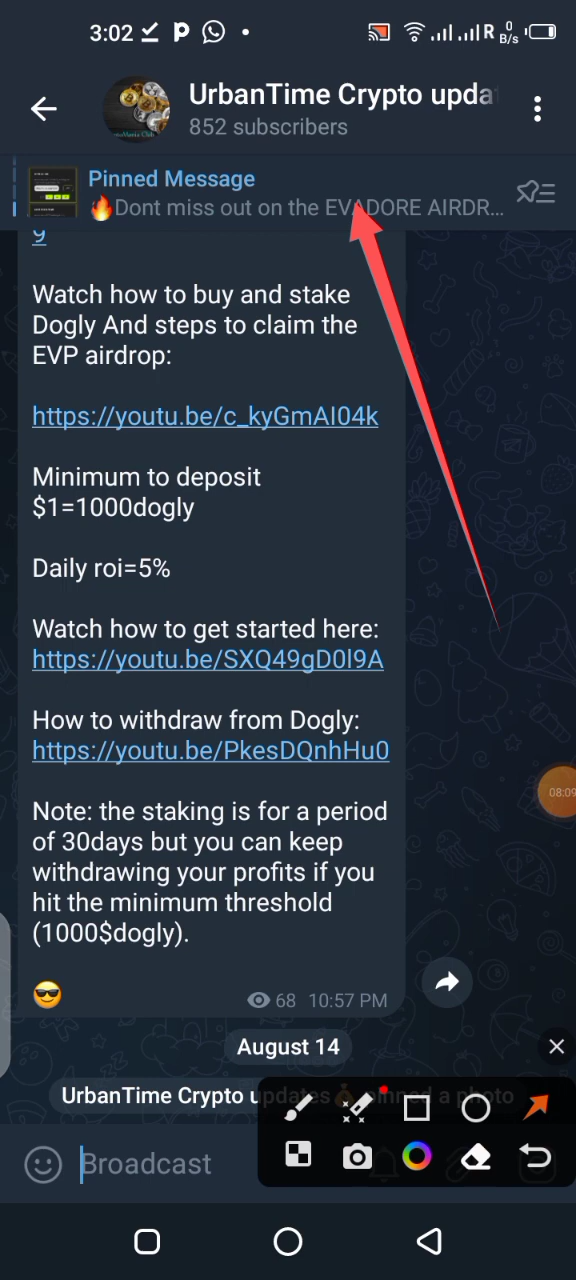 3:02
R 0 B/s
UrbanTime Crypto upda
852 subscribers
Pinned Message
🔥Dont miss out on the EVADORE AIRDR...
9
Watch how to buy and stake
Dogly And steps to claim the
EVP airdrop:
https://youtu.be/c_kyGmAI04k
Minimum to deposit
$1=1000dogly
Daily roi=5%
Watch how to get started here:
https://youtu.be/SXQ49gD0l9A
How to withdraw from Dogly:
https://youtu.be/PkesDQnhHu0
08:09
Note: the staking is for a period
of 30days but you can keep
withdrawing your profits if you
hit the minimum threshold
(1000$dogly).
😎
68 10:57 PM
August 14
UrbanTime Crypto updates pinned a photo
Broadcast